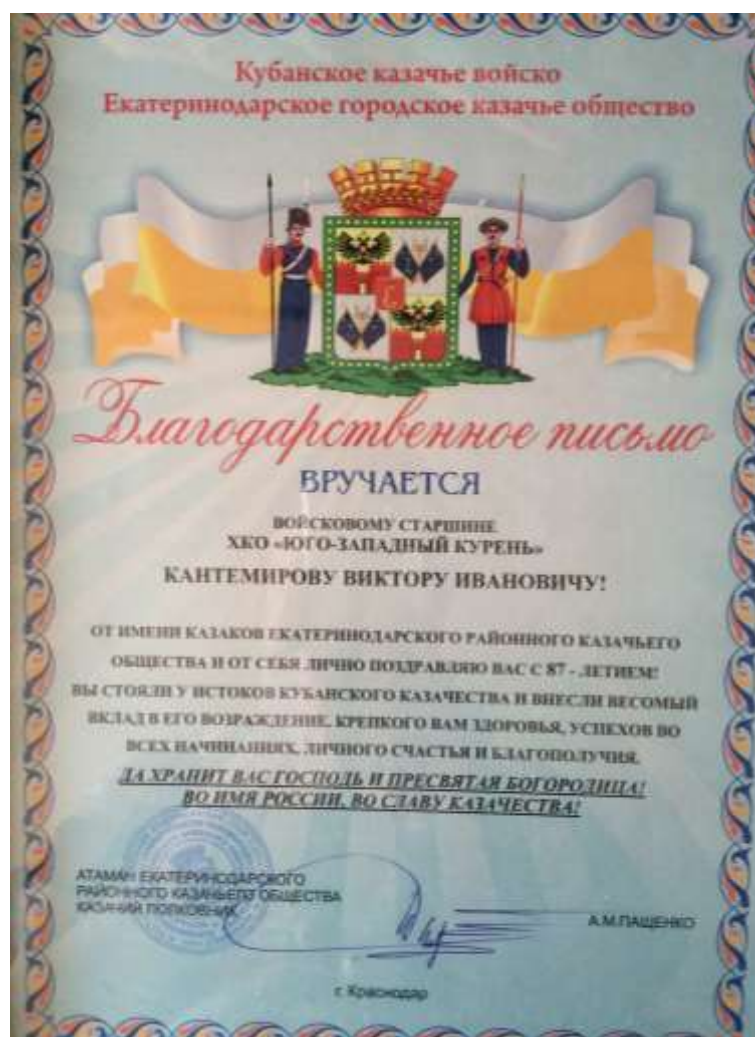 Кубанское казачье войско
Екатеринодарское городское казачье общество
Благодарственное письмо
ВРУЧАЕТСЯ
ВОЙСКОВОМУ СТАРШИНЕ
ХКО «ЮГО-ЗАПАДНЫЙ КУРЕНЬ»
КАНТЕМИРОВУ ВИКТОРУ ИВАНОВИЧУ!
ОТ ИМЕНИ КАЗАКОВ ЕКАТЕРИНОДАРСКОГО РАЙОННОГО КАЗАЧЬЕГО
ОБЩЕСТВА И ОТ СЕБЯ ЛИЧНО ПОЗДРАВЛЯЮ ВАС С 87 - ЛЕТИЕМ!
ВЫ СТОЯЛИ У ИСТОКОВ КУБАНСКОГО КАЗАЧЕСТВА И ВНЕСЛИ ВЕСОМЫЙ
ВКЛАД В ЕГО ВОЗРАЖДЕНИЕ. КРЕПКОГО ВАМ ЗДОРОВЬЯ, УСПЕХОВ ВО
ВСЕХ НАЧИНАНИЯХ, ЛИЧНОГО СЧАСТЬЯ И БЛАГОПОЛУЧИЯ.
ДА ХРАНИТ ВАС ГОСПОДЬ И ПРЕСВЯТАЯ БОГОРОДИЦА!
ВО ИМЯ РОССИИ, ВО СЛАВУ КАЗАЧЕСТВА!
АТАМАН ЕКАТЕРИНОДАРСКОГО
РАЙОННОГО КАЗАЧЬЕГО ОБЩЕСТВА
КАЗАЧИЙ ПОЛКОВНИК
А.М.ПАЩЕНКО
г. Краснодар